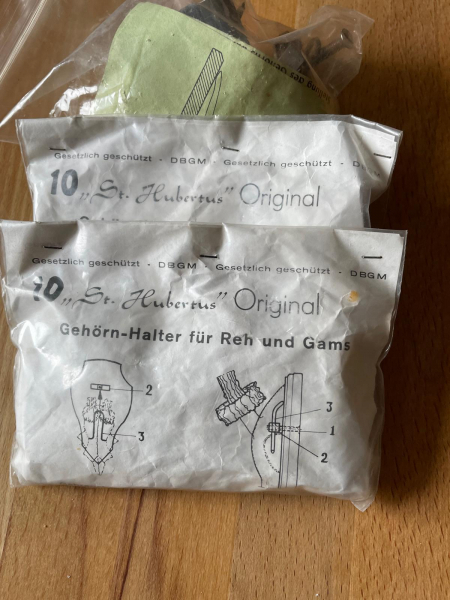 Gesetzlich geschützt - DBGM - Gesetzlich geschützt - D
10 „St. Hubertus" Original
Gesetzlich geschützt - DBGM - Gesetzlich geschützt - DBGM
10 „St. Hubertus" Original
Gehörn-Halter für Reh und Gams
2
3
3
1
2